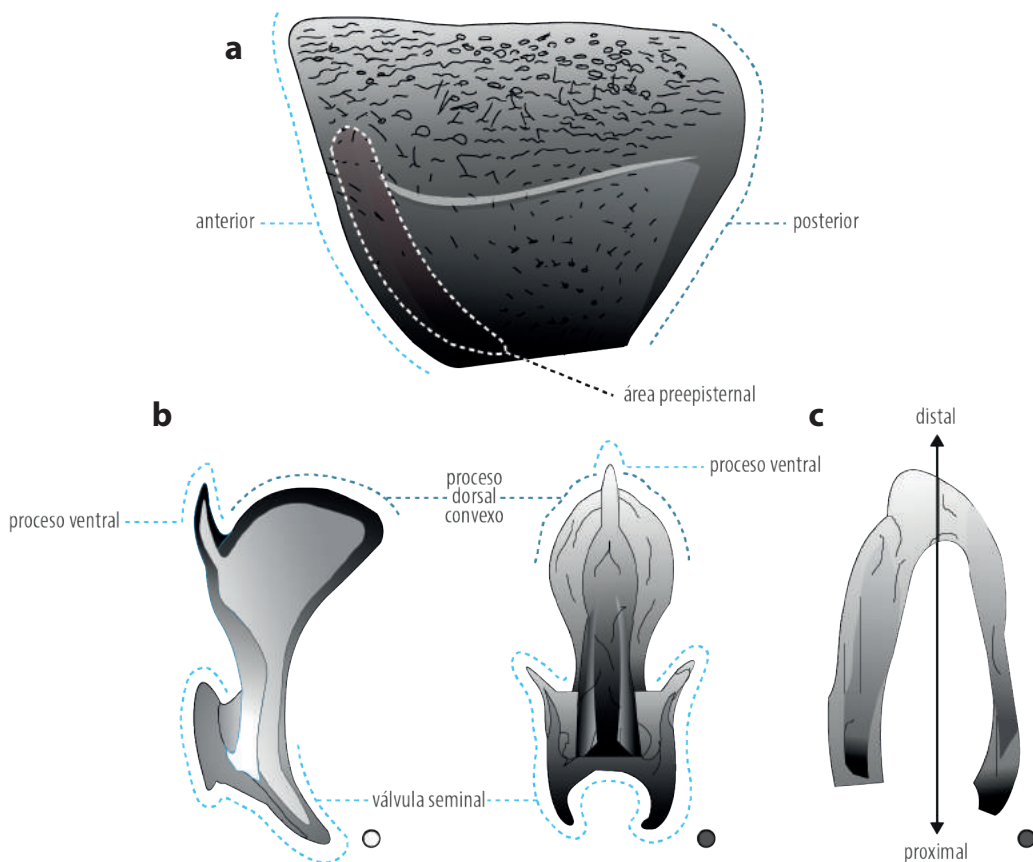 a
anterior
posterior
área preepisternal
b
c
distal
proceso ventral
proceso
dorsal
convexo
proceso ventral
válvula seminal
proximal